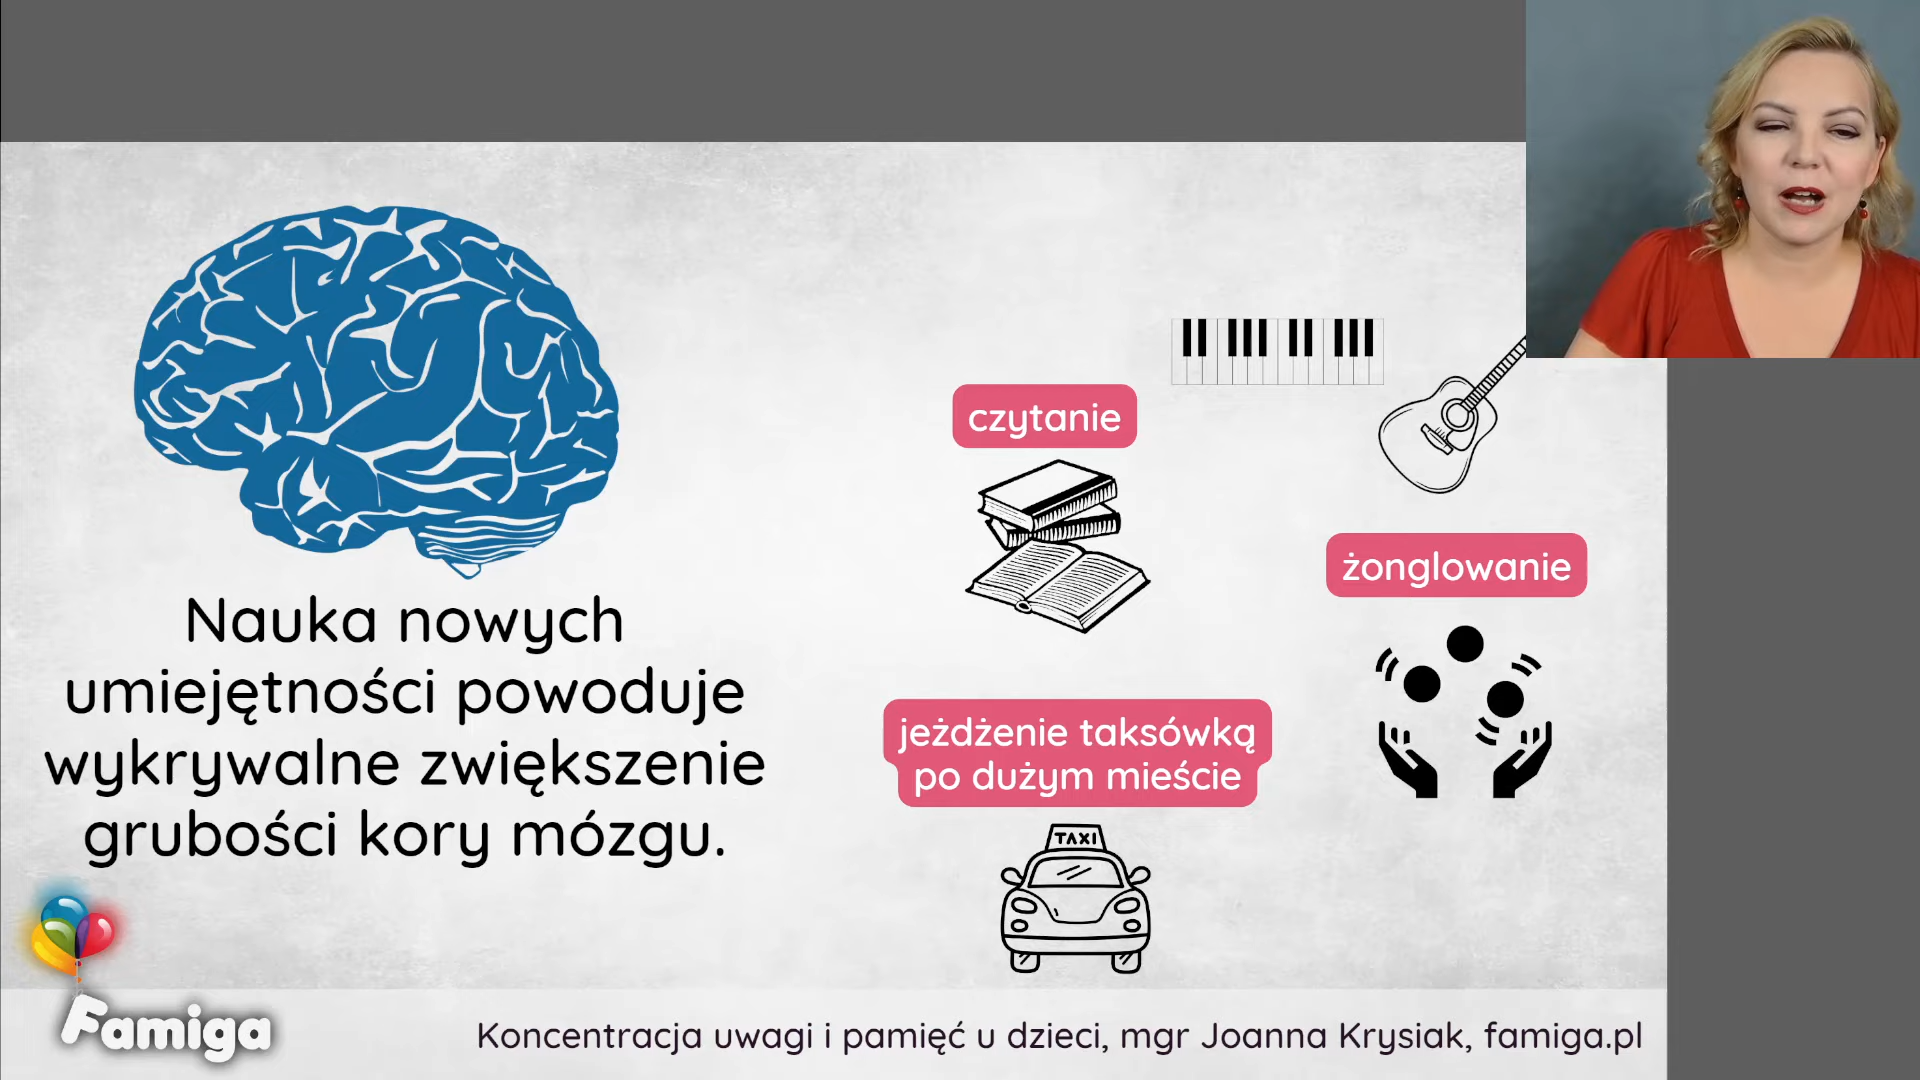 Nauka nowych
umiejętności powoduje
wykrywalne zwiększenie
grubości kory mózgu.
czytanie
żonglowanie
jeżdżenie taksówką
po dużym mieście
TAXI
Famiga
Koncentracja uwagi i pamięć u dzieci, mgr Joanna Krysiak, famiga.pl